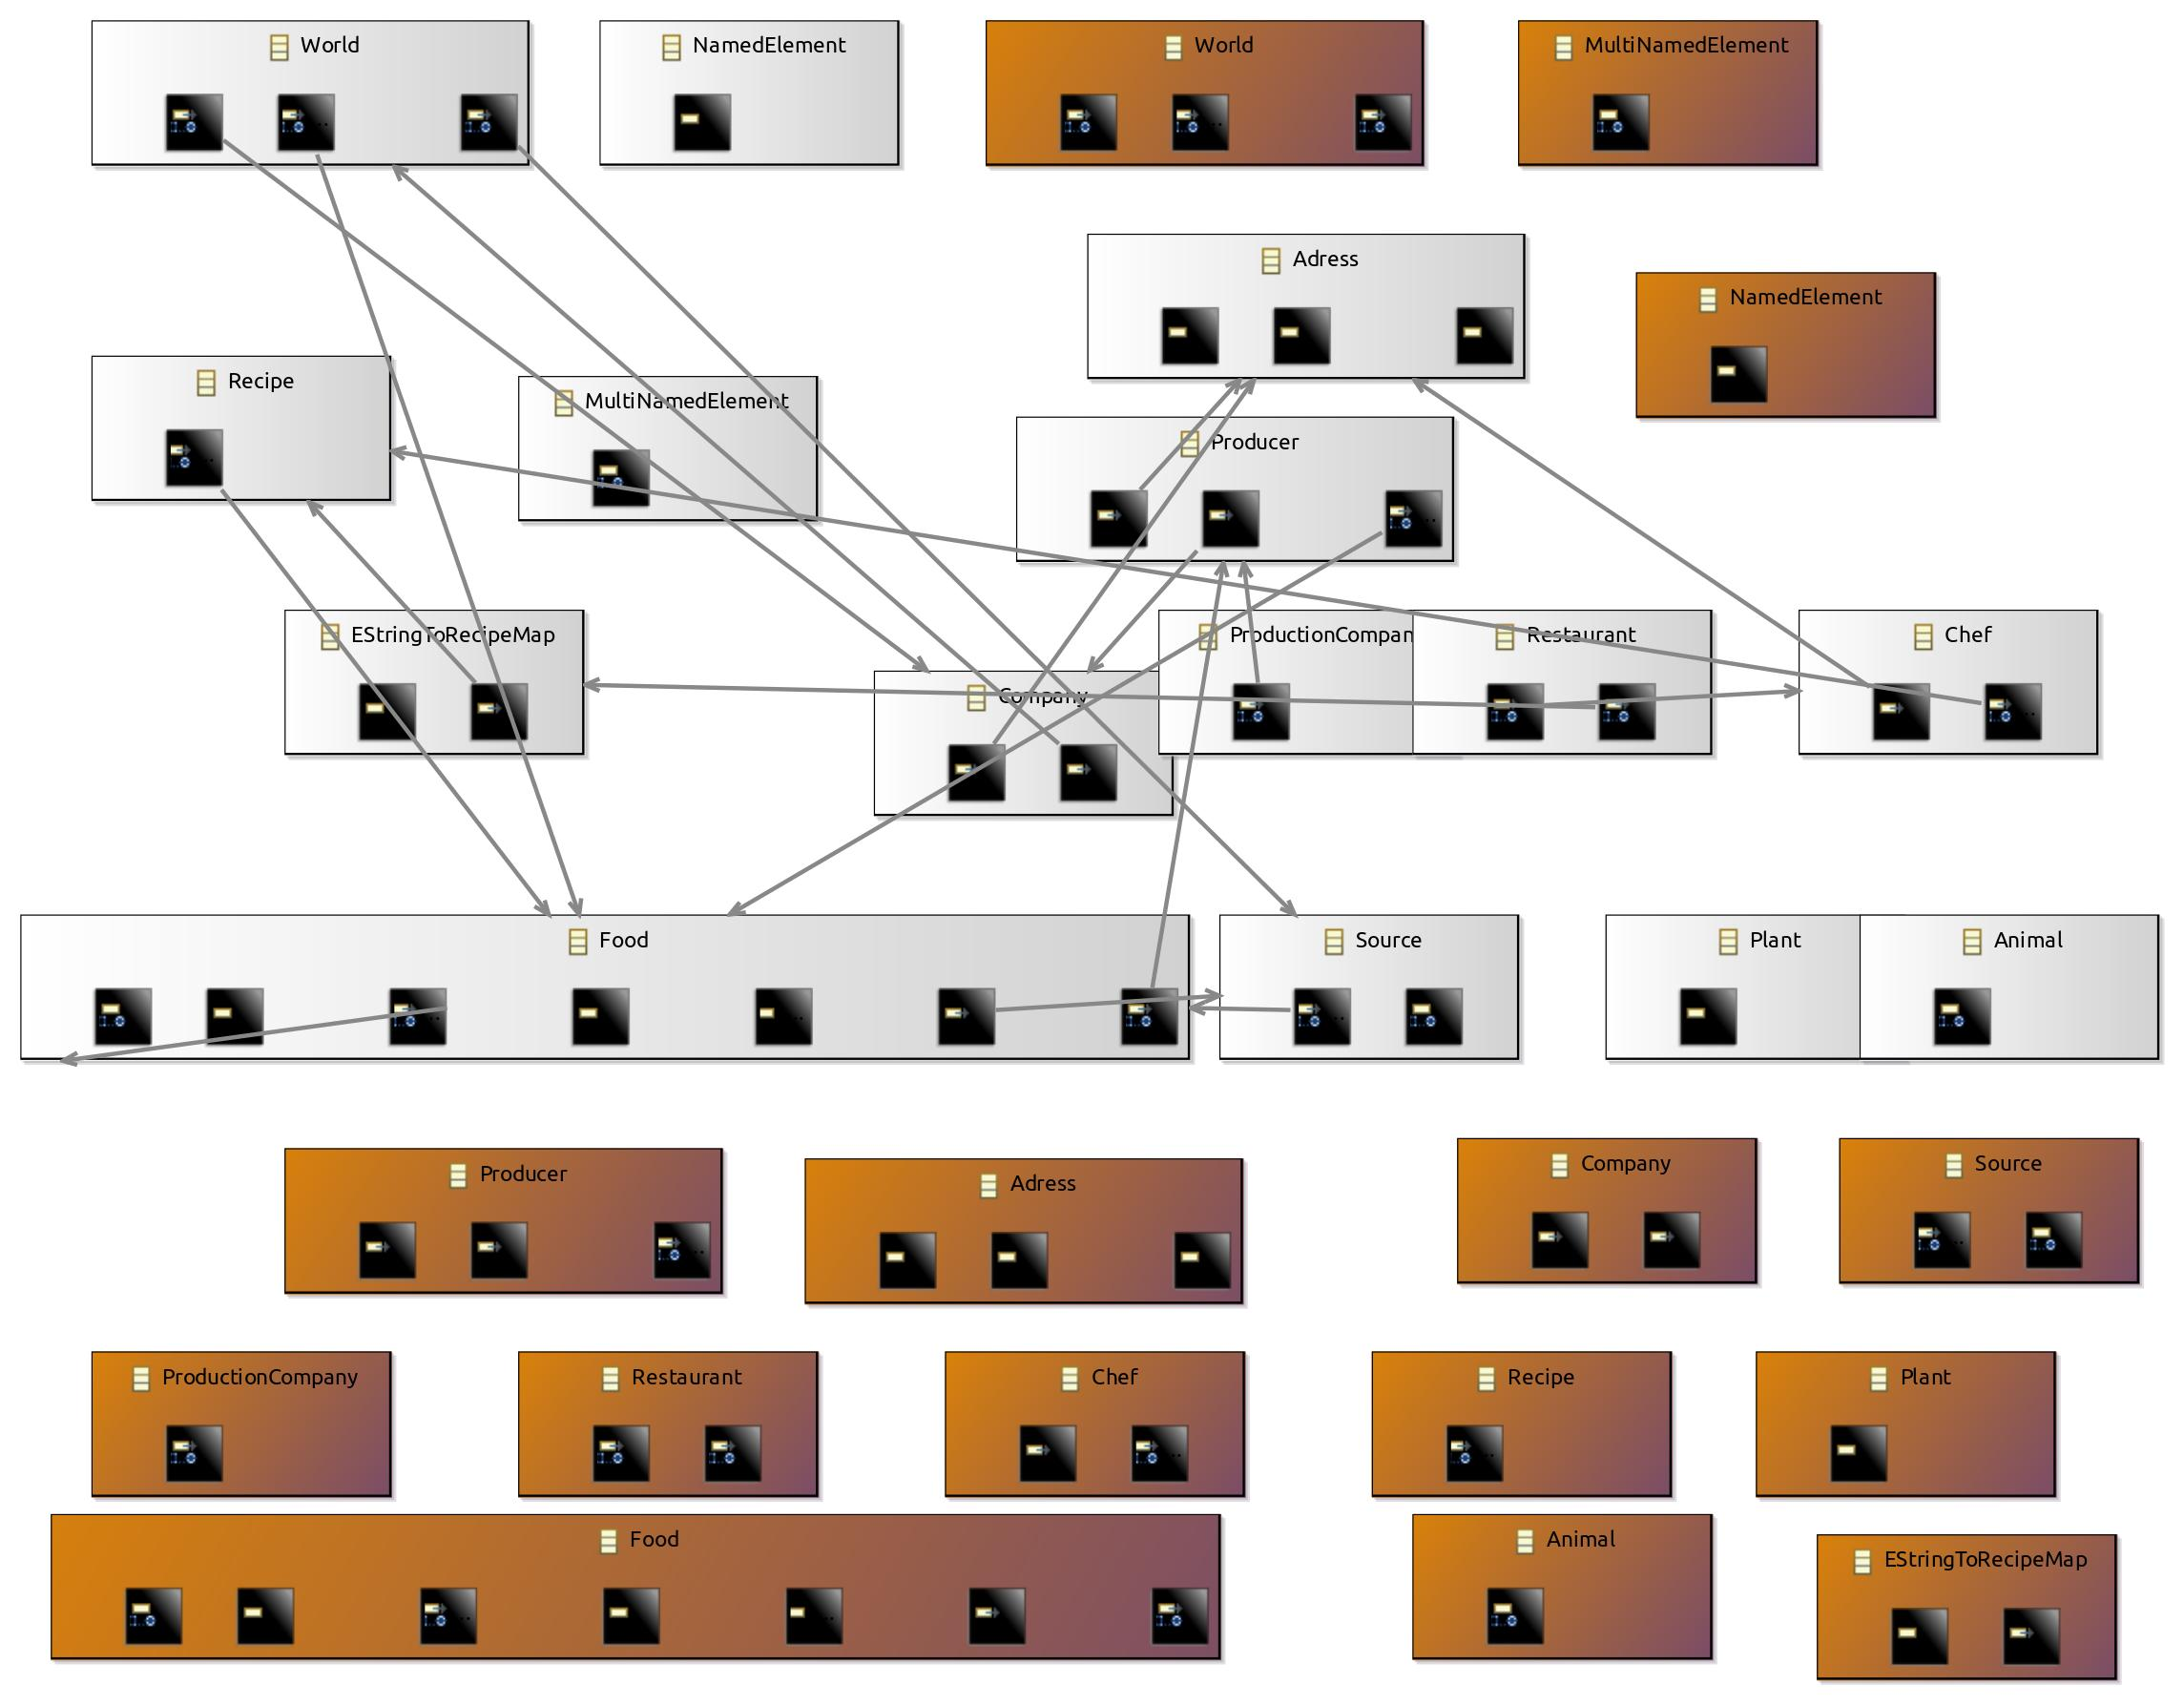 World
NamedElement
World
MultiNamedElement
Adress
NamedElement
Recipe
MultiNamedElement
Producer
EStringToRecipeMap
ProductionCompan
Restaurant
Chef
Company
Food
Source
Plant
Animal
Producer
Adress
Company
Source
ProductionCompany
Restaurant
Chef
Recipe
Plant
Food
Animal
EStringToRecipeMap